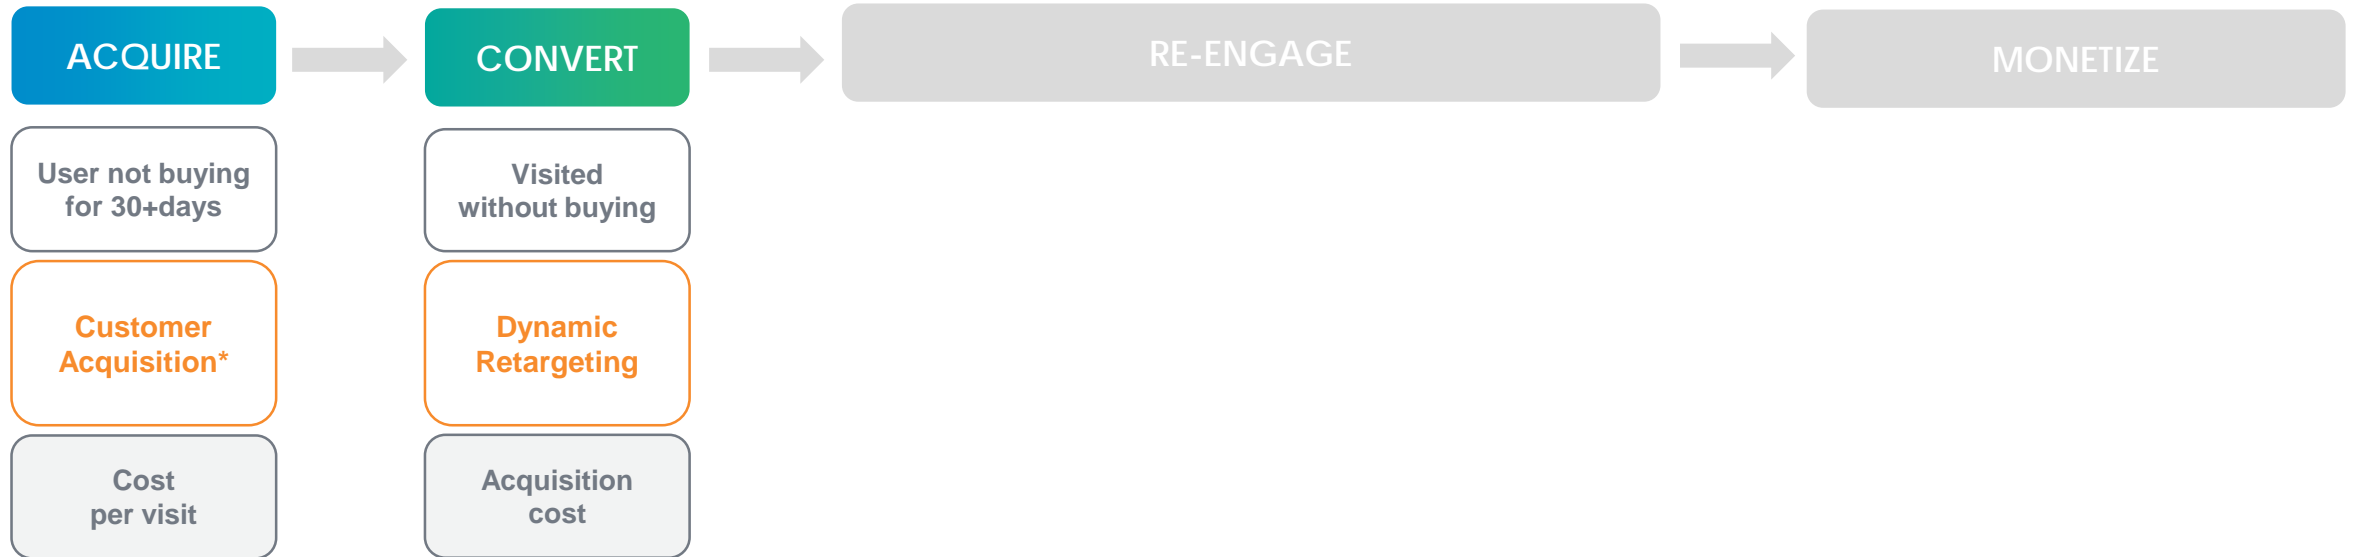 ACQUIRE
CONVERT
RE-ENGAGE
MONETIZE
User not buying
for 30+days
Visited
without buying
Customer
Acquisition*
Dynamic
Retargeting
Cost
per visit
Acquisition
cost